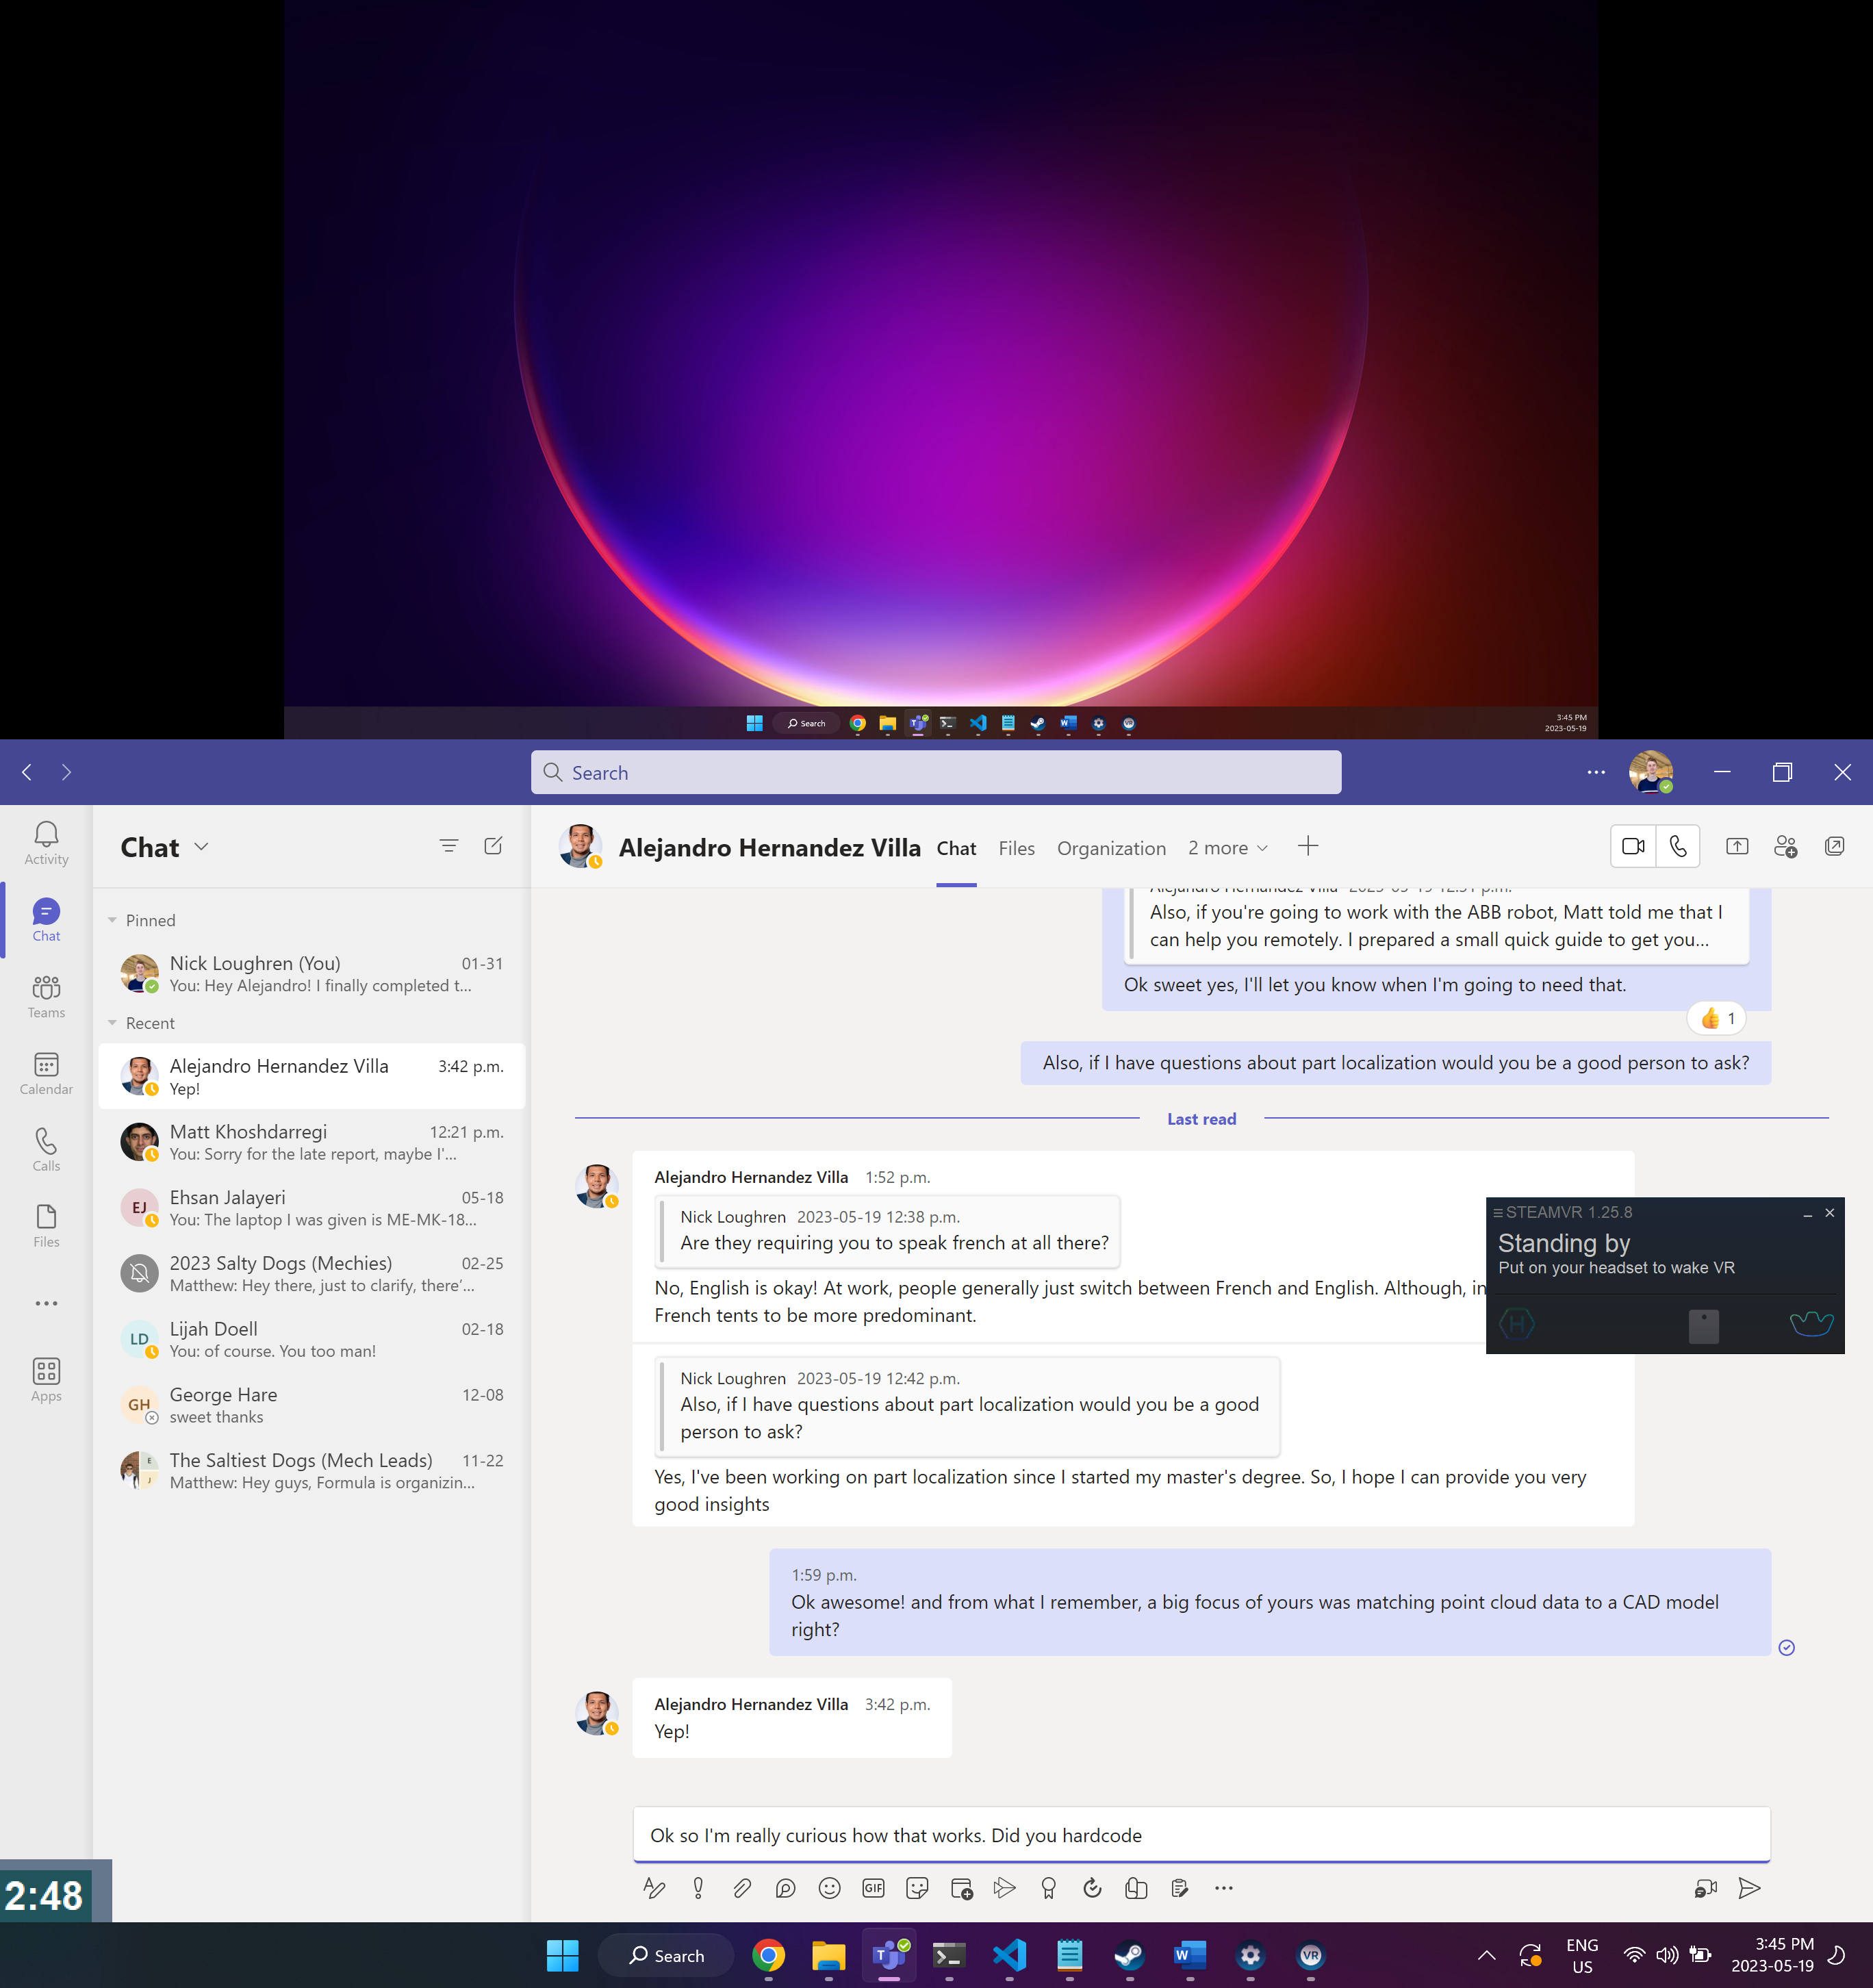 Search
3:45 PM
2023-05-19
Search
Activity
Chat
Teams
Calendar
Calls
Files
Apps
Chat
Pinned
Nick Loughren (You) 01-31
You: Hey Alejandro! I finally completed t...
Recent
Alejandro Hernandez Villa 3:42 p.m.
Yep!
Matt Khoshdarregi 12:21 p.m.
You: Sorry for the late report, maybe I'...
EJ
Ehsan Jalayeri 05-18
You: The laptop I was given is ME-MK-18...
2023 Salty Dogs (Mechies) 02-25
Matthew: Hey there, just to clarify, there'...
LD
Lijah Doell 02-18
You: of course. You too man!
GH
George Hare 12-08
sweet thanks
E
J
The Saltiest Dogs (Mech Leads) 11-22
Matthew: Hey guys, Formula is organizin...
Alejandro Hernandez Villa Chat Files Organization 2 more
Alejandro Hernandez Villa 2023-05-19 12:31 p.m.
Also, if you're going to work with the ABB robot, Matt told me that I
can help you remotely. I prepared a small quick guide to get you...
Ok sweet yes, I'll let you know when I'm going to need that.
👍 1
Also, if I have questions about part localization would you be a good person to ask?
Last read
Alejandro Hernandez Villa 1:52 p.m.
Nick Loughren 2023-05-19 12:38 p.m.
Are they requiring you to speak french at all there?
No, English is okay! At work, people generally just switch between French and English. Although, in
French tents to be more predominant.
Nick Loughren 2023-05-19 12:42 p.m.
Also, if I have questions about part localization would you be a good
person to ask?
Yes, I've been working on part localization since I started my master's degree. So, I hope I can provide you very
good insights
1:59 p.m.
Ok awesome! and from what I remember, a big focus of yours was matching point cloud data to a CAD model
right?
Alejandro Hernandez Villa 3:42 p.m.
Yep!
Ok so I'm really curious how that works. Did you hardcode
GIF
STEAMVR 1.25.8
Standing by
Put on your headset to wake VR
H
2:48
Search
T
W
VR
ENG
US
3:45 PM
2023-05-19